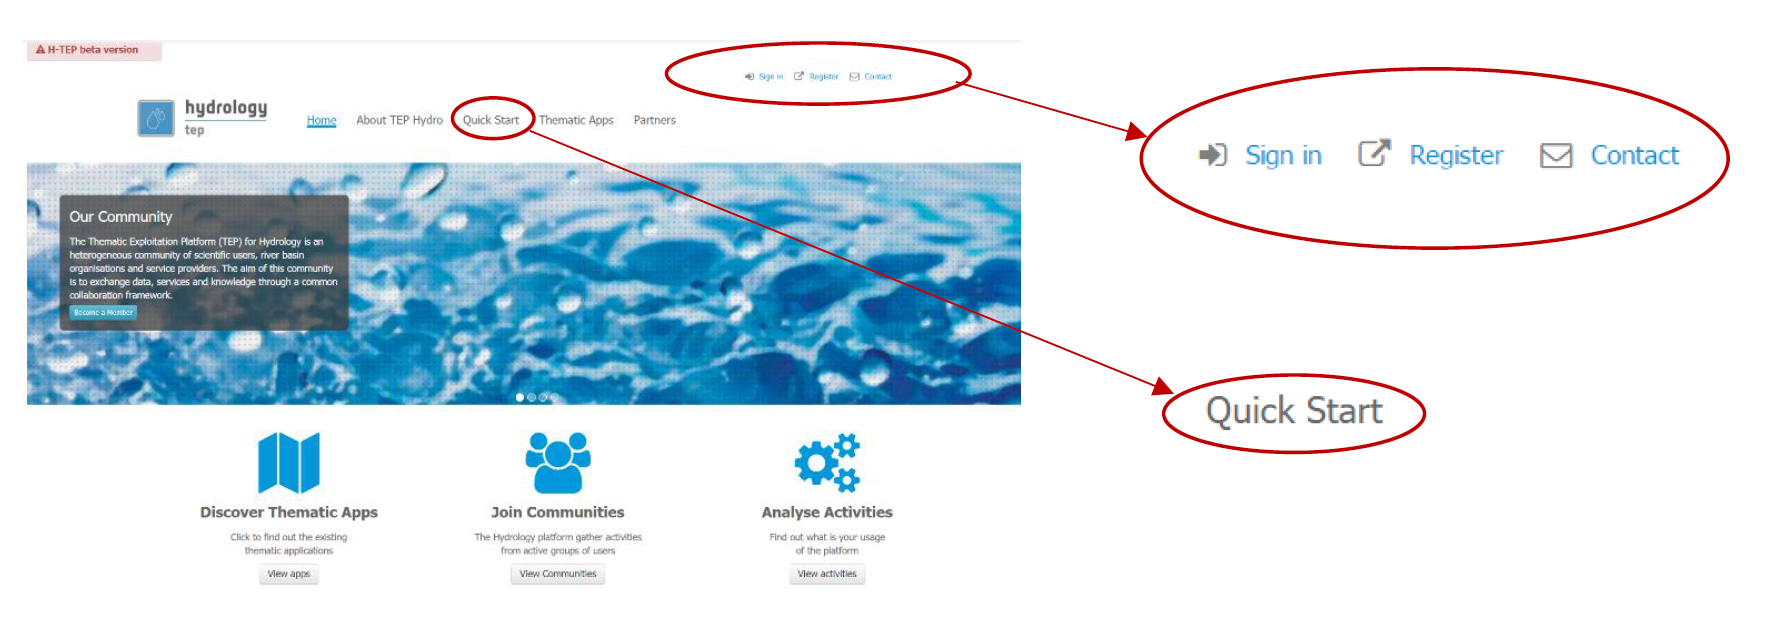 H-TEP beta version
Sign in Register Contact
hydrology
tep
Home About TEP Hydro Quick Start Thematic Apps Partners
Our Community
The Thematic Exploitation Platform (TEP) for Hydrology is an
heterogeneous community of scientific users, river basin
organisations and service providers. The aim of this community
is to exchange data, services and knowledge through a common
collaboration framework.
Become a Member
Discover Thematic Apps
Click to find out the existing
thematic applications
View apps
Join Communities
The Hydrology platform gather activities
from active groups of users
View Communities
Analyse Activities
Find out what is your usage
of the platform
View activities
Sign in Register Contact
Quick Start